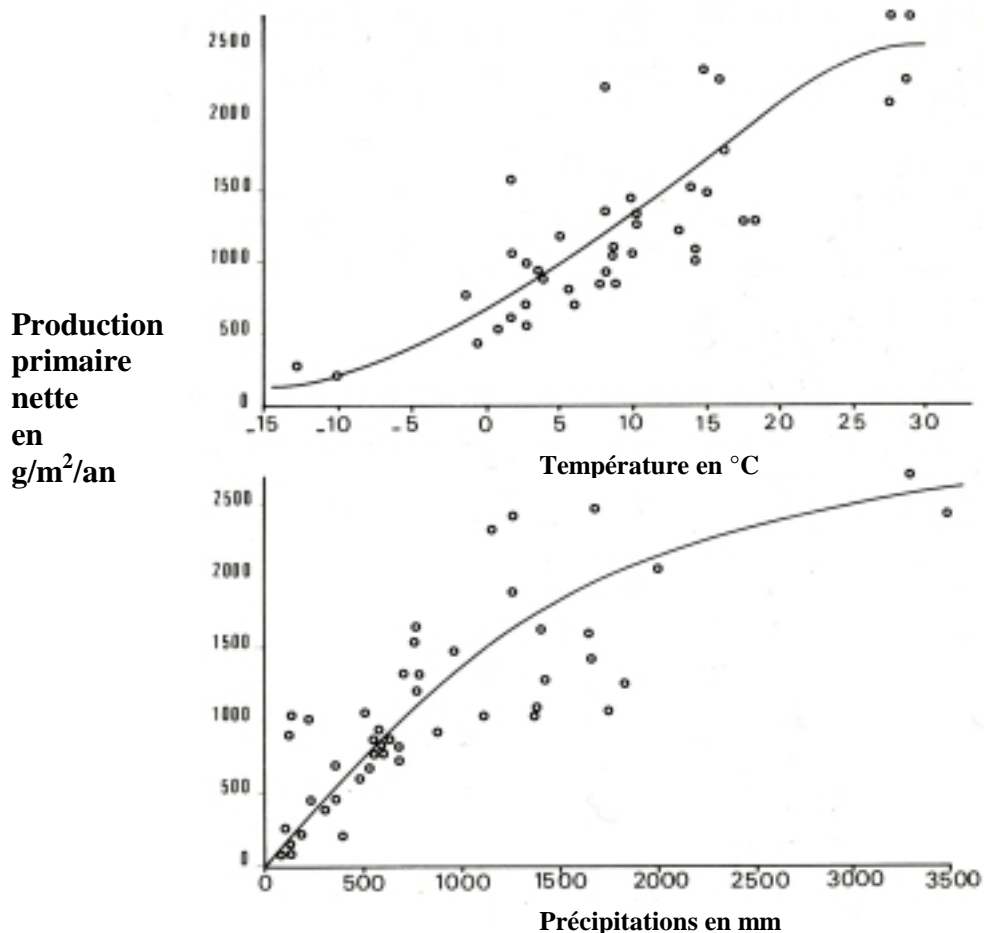 2500
2000
1500
1000
500
0
-15 -10 -5 0 5 10 15 20 25 30
Température en °C
Production
primaire
nette
en
g/m²/an
2500
2000
1500
1000
500
0
0 500 1000 1500 2000 2500 3000 3500
Précipitations en mm